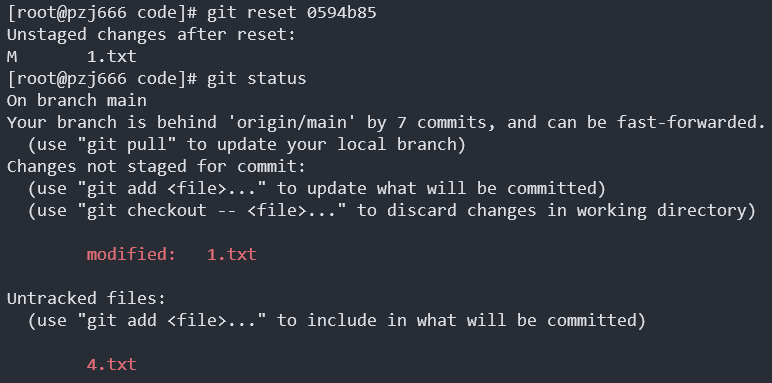 [root@pzj666 code]# git reset 0594b85
Unstaged changes after reset:
M       1.txt
[root@pzj666 code]# git status
On branch main
Your branch is behind 'origin/main' by 7 commits, and can be fast-forwarded.
  (use "git pull" to update your local branch)
Changes not staged for commit:
  (use "git add <file>..." to update what will be committed)
  (use "git checkout -- <file>..." to discard changes in working directory)
        modified:   1.txt
Untracked files:
  (use "git add <file>..." to include in what will be committed)
        4.txt